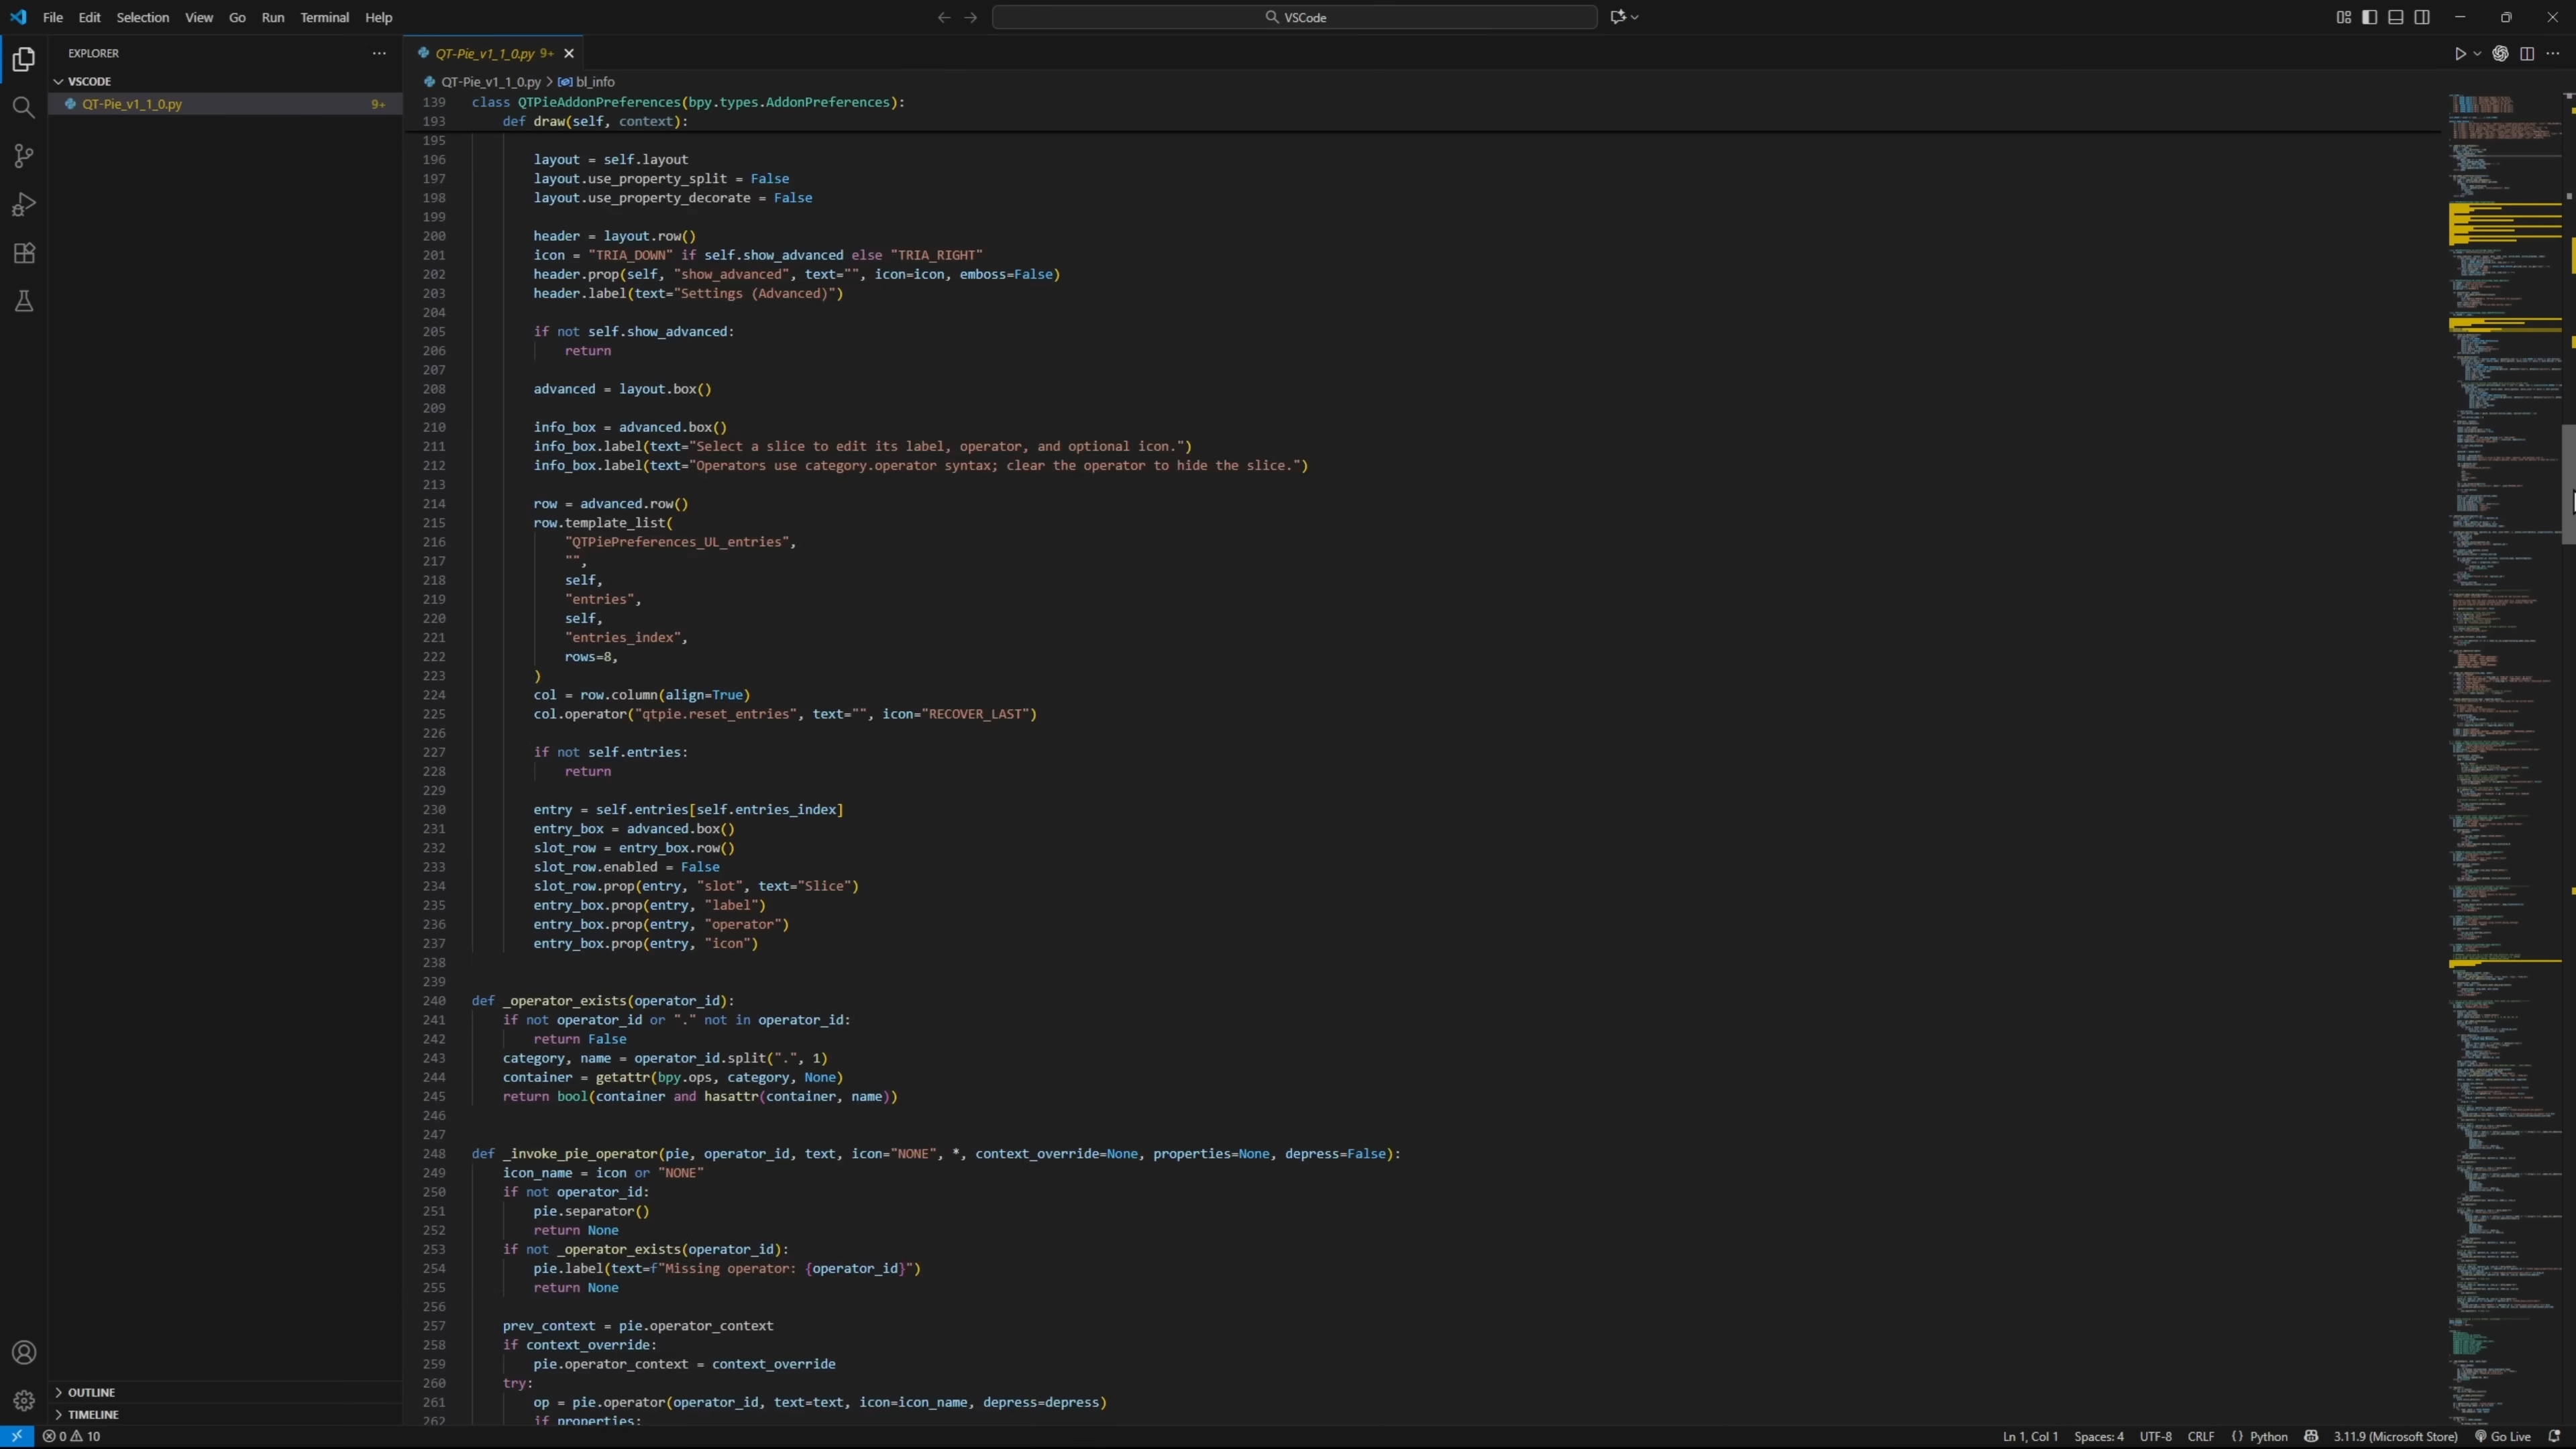 File Edit Selection View Go Run Terminal Help
VSCode
EXPLORER
VSCODE
QT-Pie_v1_1_0.py 9+
QT-Pie_v1_1_0.py 9+
QT-Pie_v1_1_0.py > bl_info
139 class QTPieAddonPreferences(bpy.types.AddonPreferences):
193 def draw(self, context):
195
196 layout = self.layout
197 layout.use_property_split = False
198 layout.use_property_decorate = False
199
200 header = layout.row()
201 icon = "TRIA_DOWN" if self.show_advanced else "TRIA_RIGHT"
202 header.prop(self, "show_advanced", text="", icon=icon, emboss=False)
203 header.label(text="Settings (Advanced)")
204
205 if not self.show_advanced:
206 return
207
208 advanced = layout.box()
209
210 info_box = advanced.box()
211 info_box.label(text="Select a slice to edit its label, operator, and optional icon.")
212 info_box.label(text="Operators use category.operator syntax; clear the operator to hide the slice.")
213
214 row = advanced.row()
215 row.template_list(
216 "QTPiePreferences_UL_entries",
217 "",
218 self,
219 "entries",
220 self,
221 "entries_index",
222 rows=8,
223 )
224 col = row.column(align=True)
225 col.operator("qtpie.reset_entries", text="", icon="RECOVER_LAST")
226
227 if not self.entries:
228 return
229
230 entry = self.entries[self.entries_index]
231 entry_box = advanced.box()
232 slot_row = entry_box.row()
233 slot_row.enabled = False
234 slot_row.prop(entry, "slot", text="Slice")
235 entry_box.prop(entry, "label")
236 entry_box.prop(entry, "operator")
237 entry_box.prop(entry, "icon")
238
239
240 def _operator_exists(operator_id):
241 if not operator_id or "." not in operator_id:
242 return False
243 category, name = operator_id.split(".", 1)
244 container = getattr(bpy.ops, category, None)
245 return bool(container and hasattr(container, name))
246
247
248 def _invoke_pie_operator(pie, operator_id, text, icon="NONE", *, context_override=None, properties=None, depress=False):
249 icon_name = icon or "NONE"
250 if not operator_id:
251 pie.separator()
252 return None
253 if not _operator_exists(operator_id):
254 pie.label(text=f"Missing operator: {operator_id}")
255 return None
256
257 prev_context = pie.operator_context
258 if context_override:
259 pie.operator_context = context_override
260 try:
261 op = pie.operator(operator_id, text=text, icon=icon_name, depress=depress)
262 if properties:
OUTLINE
TIMELINE
0 10 Ln 1, Col 1 Spaces: 4 UTF-8 CRLF {} Python 3.11.9 (Microsoft Store) Go Live